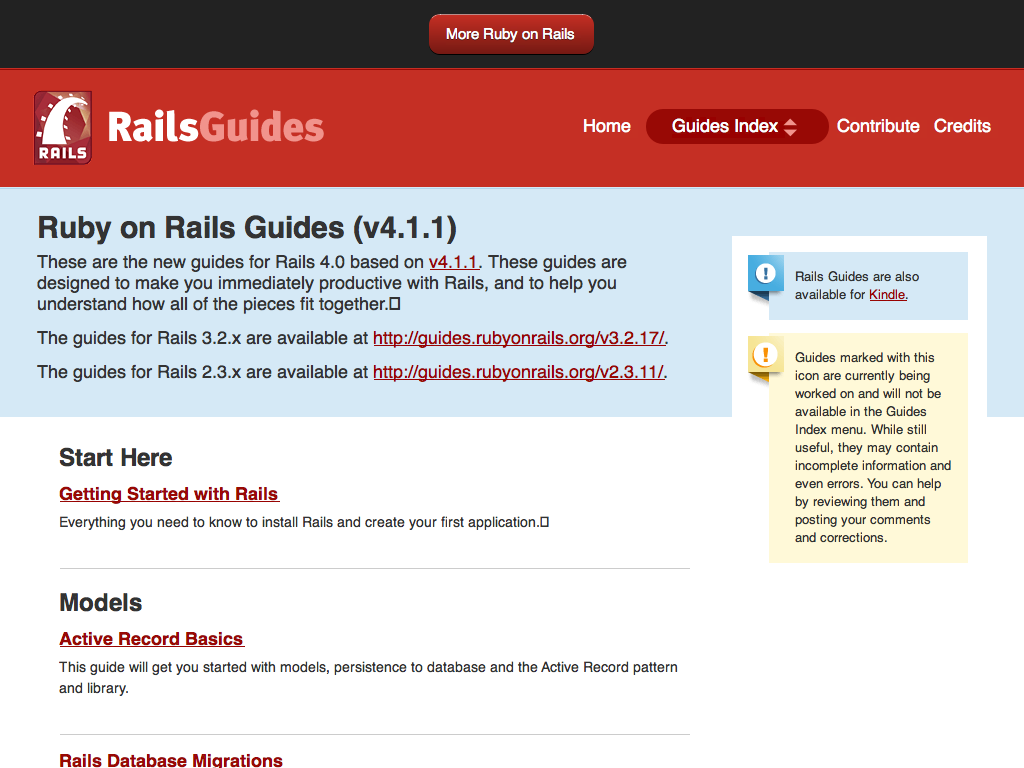 More Ruby on Rails
RAILS
RailsGuides
Home
Guides Index
Contribute
Credits
Ruby on Rails Guides (v4.1.1)
These are the new guides for Rails 4.0 based on v4.1.1. These guides are
designed to make you immediately productive with Rails, and to help you
understand how all of the pieces fit together.
The guides for Rails 3.2.x are available at http://guides.rubyonrails.org/v3.2.17/.
The guides for Rails 2.3.x are available at http://guides.rubyonrails.org/v2.3.11/.
Rails Guides are also
available for Kindle.
Guides marked with this
icon are currently being
worked on and will not be
available in the Guides
Index menu. While still
useful, they may contain
incomplete information and
even errors. You can help
by reviewing them and
posting your comments
and corrections.
Start Here
Getting Started with Rails
Everything you need to know to install Rails and create your first application.
Models
Active Record Basics
This guide will get you started with models, persistence to database and the Active Record pattern
and library.
Rails Database Migrations